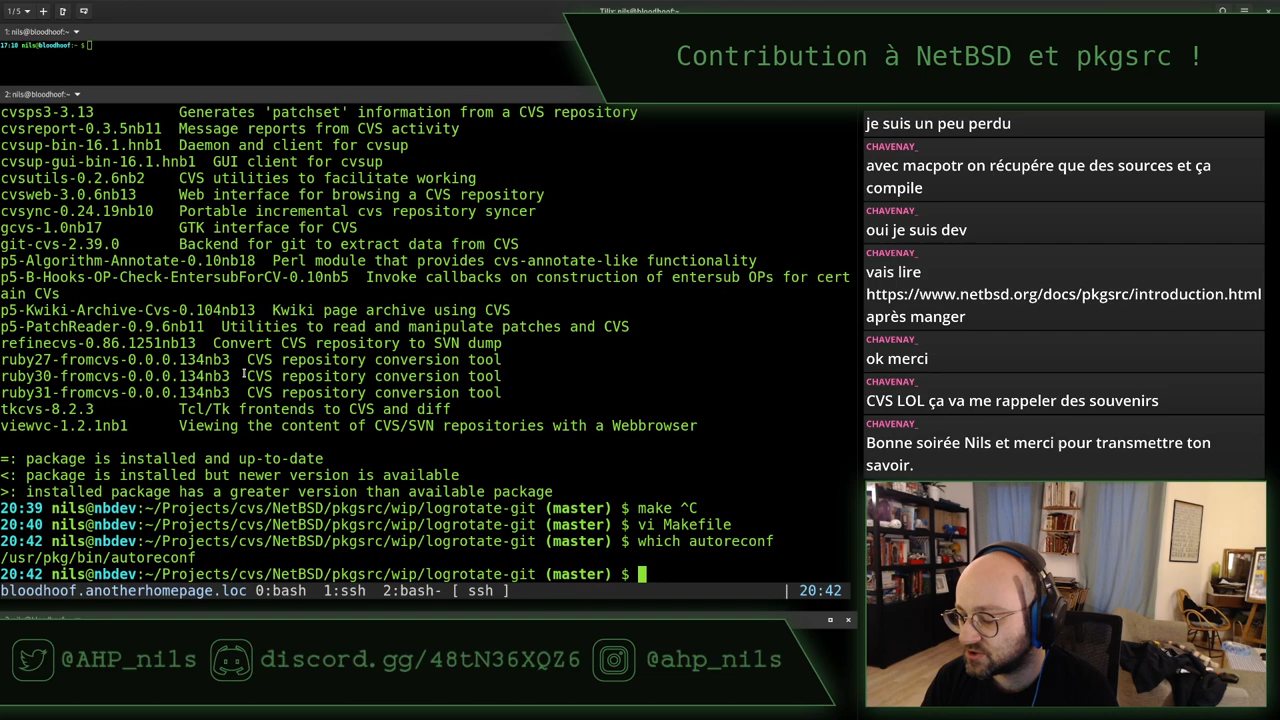 1/5
Tilix: nils@bloodhoof:~
1: nils@bloodhoof:~
17:10 nils@bloodhoof:~ $
Contribution à NetBSD et pkgsrc !
2: nils@bloodhoof:~
cvsps3-3.13 Generates 'patchset' information from a CVS repository
cvsreport-0.3.5nb11 Message reports from CVS activity
cvsup-bin-16.1.hnb1 Daemon and client for cvsup
cvsup-gui-bin-16.1.hnb1 GUI client for cvsup
cvsutils-0.2.6nb2 CVS utilities to facilitate working
cvsweb-3.0.6nb13 Web interface for browsing a CVS repository
cvsync-0.24.19nb10 Portable incremental cvs repository syncer
gcvs-1.0nb17 GTK interface for CVS
git-cvs-2.39.0 Backend for git to extract data from CVS
p5-Algorithm-Annotate-0.10nb18 Perl module that provides cvs-annotate-like functionality
p5-B-Hooks-OP-Check-EntersubForCV-0.10nb5 Invoke callbacks on construction of entersub OPs for cert
ain CVs
p5-Kwiki-Archive-Cvs-0.104nb13 Kwiki page archive using CVS
p5-PatchReader-0.9.6nb11 Utilities to read and manipulate patches and CVS
refinecvs-0.86.1251nb13 Convert CVS repository to SVN dump
ruby27-fromcvs-0.0.0.134nb3 CVS repository conversion tool
ruby30-fromcvs-0.0.0.134nb3 CVS repository conversion tool
ruby31-fromcvs-0.0.0.134nb3 CVS repository conversion tool
tkcvs-8.2.3 Tcl/Tk frontends to CVS and diff
viewvc-1.2.1nb1 Viewing the content of CVS/SVN repositories with a Webbrowser
=: package is installed and up-to-date
<: package is installed but newer version is available
>: installed package has a greater version than available package
20:39 nils@nbdev:~/Projects/cvs/NetBSD/pkgsrc/wip/logrotate-git (master) $ make ^C
20:40 nils@nbdev:~/Projects/cvs/NetBSD/pkgsrc/wip/logrotate-git (master) $ vi Makefile
20:42 nils@nbdev:~/Projects/cvs/NetBSD/pkgsrc/wip/logrotate-git (master) $ which autoreconf
/usr/pkg/bin/autoreconf
20:42 nils@nbdev:~/Projects/cvs/NetBSD/pkgsrc/wip/logrotate-git (master) $
bloodhoof.anotherhomepage.loc 0:bash 1:ssh 2:bash- [ ssh ] | 20:42
je suis un peu perdu
CHAVENAY_
avec macpotr on récupére que des sources et ça
compile
CHAVENAY_
oui je suis dev
CHAVENAY_
vais lire
https://www.netbsd.org/docs/pkgsrc/introduction.html
après manger
CHAVENAY_
ok merci
CHAVENAY_
CVS LOL ça va me rappeler des souvenirs
CHAVENAY_
Bonne soirée Nils et merci pour transmettre ton
savoir.
@AHP_nils discord.gg/48tN36XQZ6 @ahp_nils